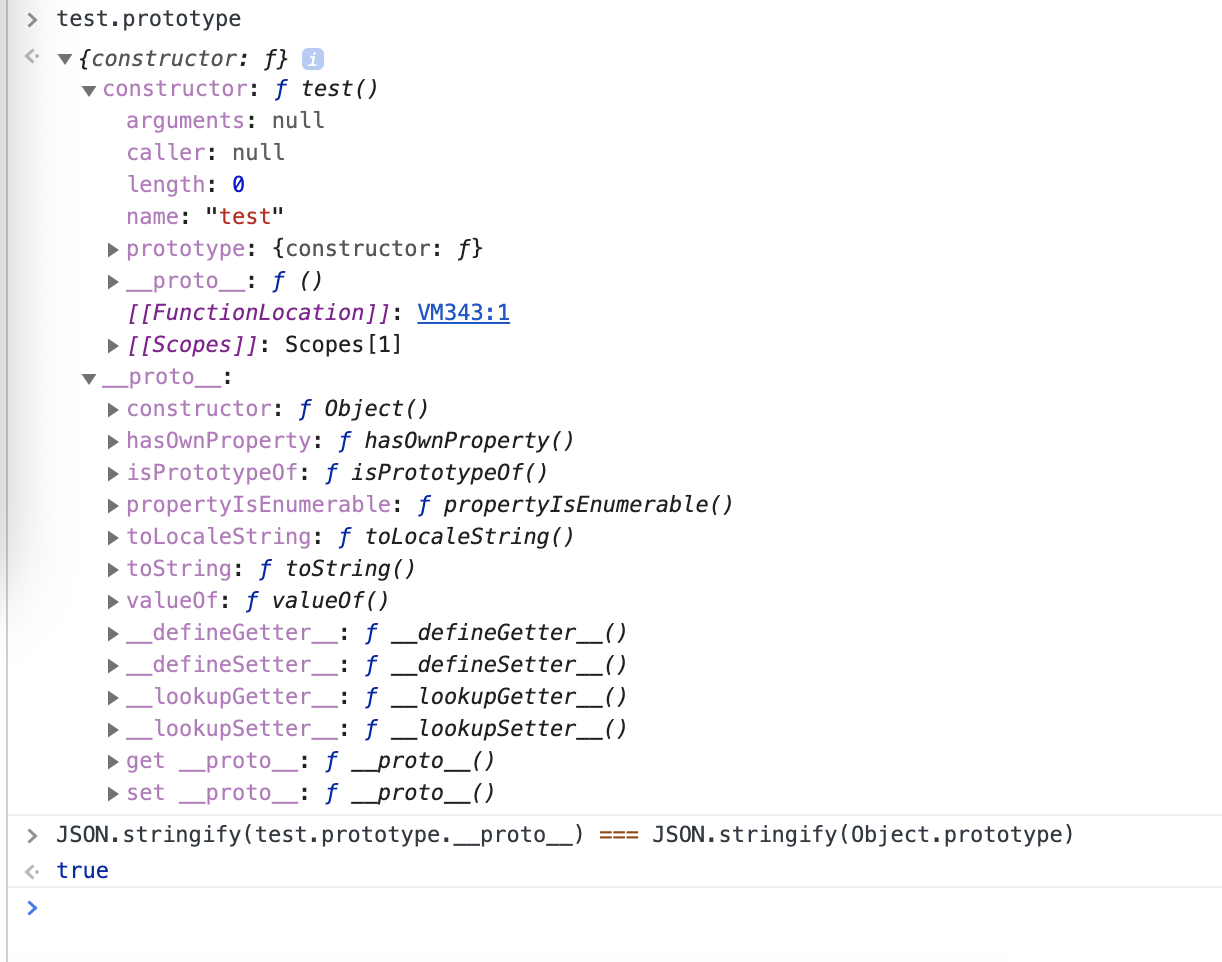 test.prototype
{constructor: ƒ} i
constructor: ƒ test()
arguments: null
caller: null
length: 0
name: "test"
prototype: {constructor: ƒ}
__proto__: ƒ ()
[[FunctionLocation]]: VM343:1
[[Scopes]]: Scopes[1]
__proto__:
constructor: ƒ Object()
hasOwnProperty: ƒ hasOwnProperty()
isPrototypeOf: ƒ isPrototypeOf()
propertyIsEnumerable: ƒ propertyIsEnumerable()
toLocaleString: ƒ toLocaleString()
toString: ƒ toString()
valueOf: ƒ valueOf()
__defineGetter__: ƒ __defineGetter__()
__defineSetter__: ƒ __defineSetter__()
__lookupGetter__: ƒ __lookupGetter__()
__lookupSetter__: ƒ __lookupSetter__()
get __proto__: ƒ __proto__()
set __proto__: ƒ __proto__()
JSON.stringify(test.prototype.__proto__) === JSON.stringify(Object.prototype)
true